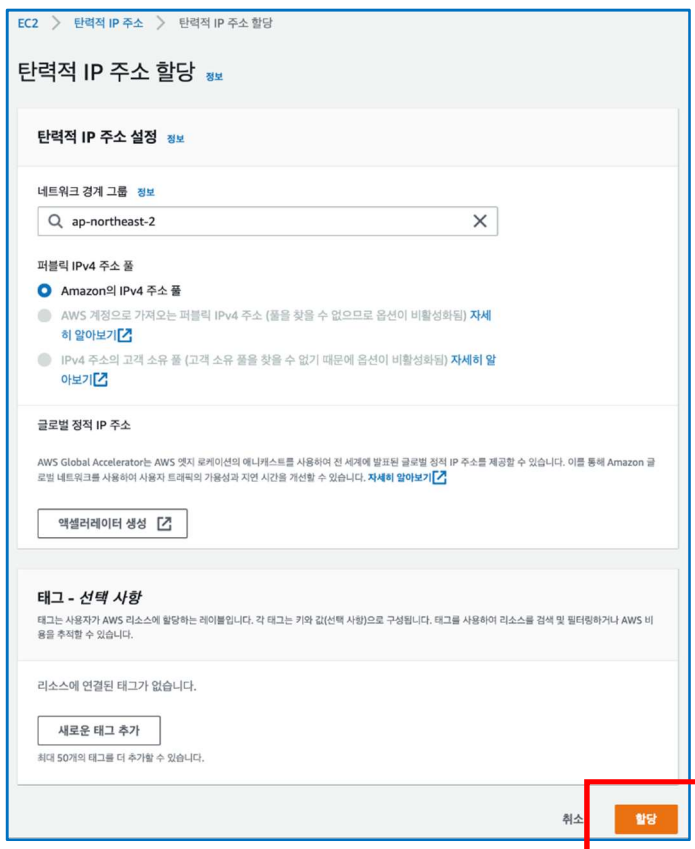 EC2 > 탄력적 IP 주소 > 탄력적 IP 주소 할당
탄력적 IP 주소 할당 정보
탄력적 IP 주소 설정 정보
네트워크 경계 그룹 정보
ap-northeast-2
퍼블릭 IPv4 주소 풀
Amazon의 IPv4 주소 풀
AWS 계정으로 가져오는 퍼블릭 IPv4 주소 (풀을 찾을 수 없으므로 옵션이 비활성화됨) 자세
히 알아보기
IPv4 주소의 고객 소유 풀 (고객 소유 풀을 찾을 수 없기 때문에 옵션이 비활성화됨) 자세히 알
아보기
글로벌 정적 IP 주소
AWS Global Accelerator는 AWS 엣지 로케이션의 애니캐스트를 사용하여 전 세계에 발표된 글로벌 정적 IP 주소를 제공할 수 있습니다. 이를 통해 Amazon 글
로벌 네트워크를 사용하여 사용자 트래픽의 가용성과 지연 시간을 개선할 수 있습니다. 자세히 알아보기
액셀러레이터 생성
태그 - 선택 사항
태그는 사용자가 AWS 리소스에 할당하는 레이블입니다. 각 태그는 키와 값(선택 사항)으로 구성됩니다. 태그를 사용하여 리소스를 검색 및 필터링하거나 AWS 비
용을 추적할 수 있습니다.
리소스에 연결된 태그가 없습니다.
새로운 태그 추가
최대 50개의 태그를 더 추가할 수 있습니다.
취소 할당